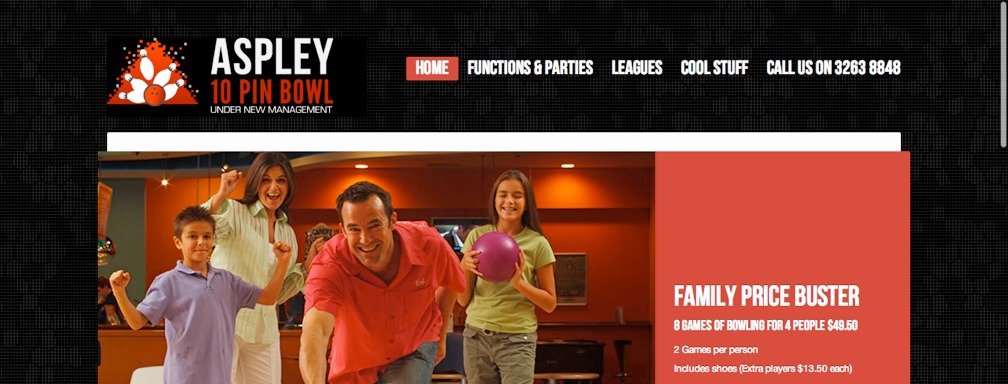 ASPLEY
10 PIN BOWL
UNDER NEW MANAGEMENT
HOME FUNCTIONS & PARTIES LEAGUES COOL STUFF CALL US ON 3263 8848
FAMILY PRICE BUSTER
8 GAMES OF BOWLING FOR 4 PEOPLE $49.50
2 Games per person
Includes shoes (Extra players $13.50 each)